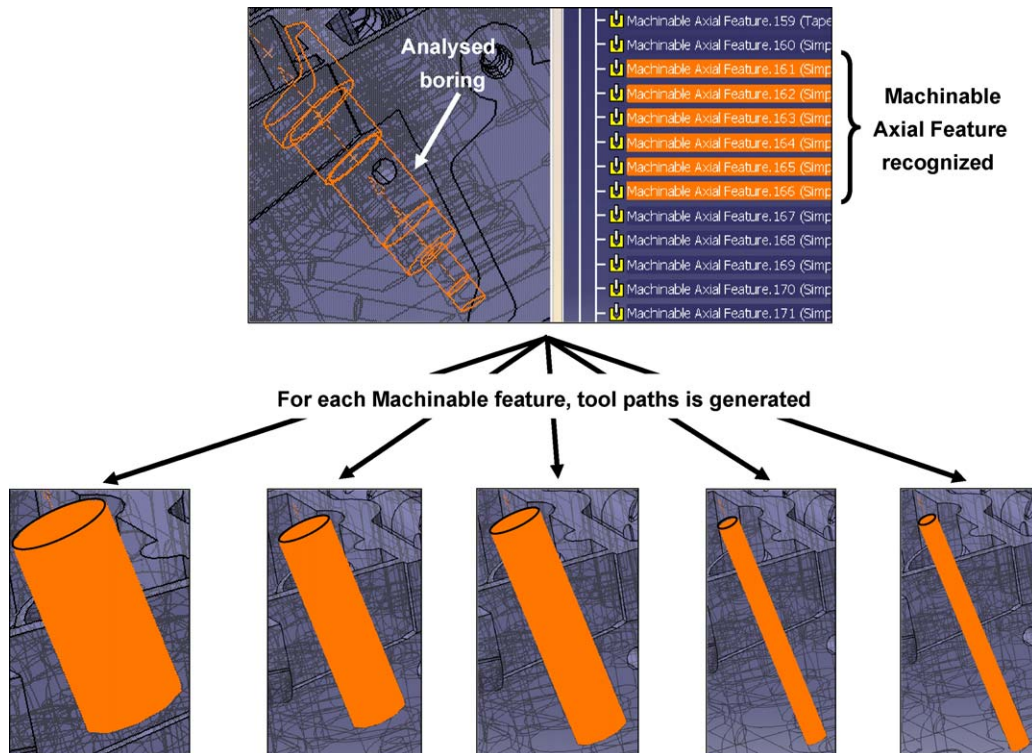 Analysed
boring
Machinable Axial Feature.159 (Tape
Machinable Axial Feature.160 (Simp
Machinable Axial Feature.161 (Simp
Machinable Axial Feature.162 (Simp
Machinable Axial Feature.163 (Simp
Machinable Axial Feature.164 (Simp
Machinable Axial Feature.165 (Simp
Machinable Axial Feature.166 (Simp
Machinable Axial Feature.167 (Simp
Machinable Axial Feature.168 (Simp
Machinable Axial Feature.169 (Simp
Machinable Axial Feature.170 (Simp
Machinable Axial Feature.171 (Simp
Machinable
Axial Feature
recognized
For each Machinable feature, tool paths is generated